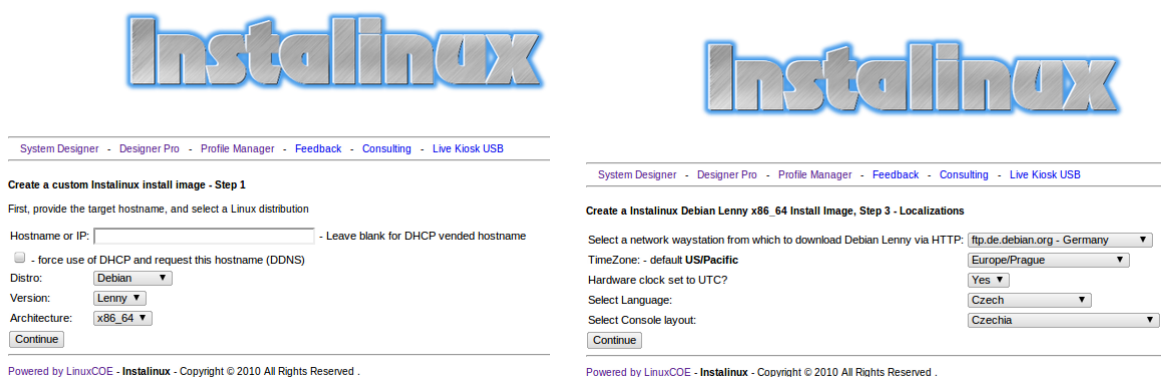 Instalinux
System Designer - Designer Pro - Profile Manager - Feedback - Consulting - Live Kiosk USB
Create a custom Instalinux install image - Step 1
First, provide the target hostname, and select a Linux distribution
Hostname or IP: - Leave blank for DHCP vended hostname
- force use of DHCP and request this hostname (DDNS)
Distro: Debian
Version: Lenny
Architecture: x86_64
Continue
Powered by LinuxCOE - Instalinux - Copyright © 2010 All Rights Reserved .
Instalinux
System Designer - Designer Pro - Profile Manager - Feedback - Consulting - Live Kiosk USB
Create a Instalinux Debian Lenny x86_64 Install Image, Step 3 - Localizations
Select a network waystation from which to download Debian Lenny via HTTP: ftp.de.debian.org - Germany
TimeZone: - default US/Pacific Europe/Prague
Hardware clock set to UTC? Yes
Select Language: Czech
Select Console layout: Czechia
Continue
Powered by LinuxCOE - Instalinux - Copyright © 2010 All Rights Reserved .